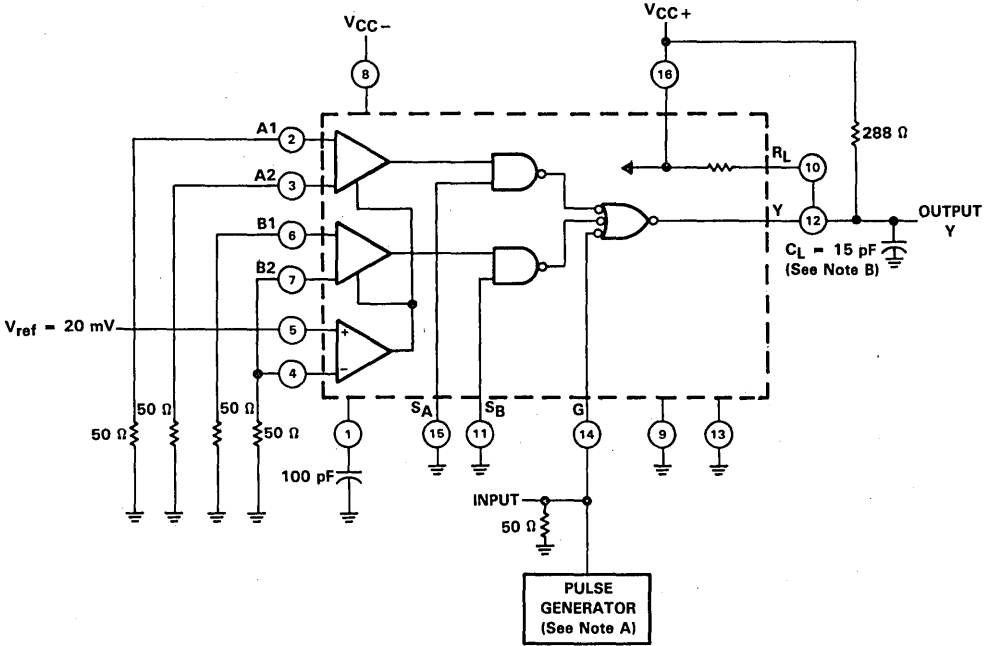 VCC−
VCC+
8
16
A1
2
288 Ω
RL
10
A2
3
B1
6
Y
12
OUTPUT
Y
CL = 15 pF
(See Note B)
B2
7
Vref = 20 mV
5
+
4
−
50 Ω
50 Ω
50 Ω
50 Ω
1
SA
15
SB
11
G
14
9
13
100 pF
INPUT
50 Ω
PULSE
GENERATOR
(See Note A)